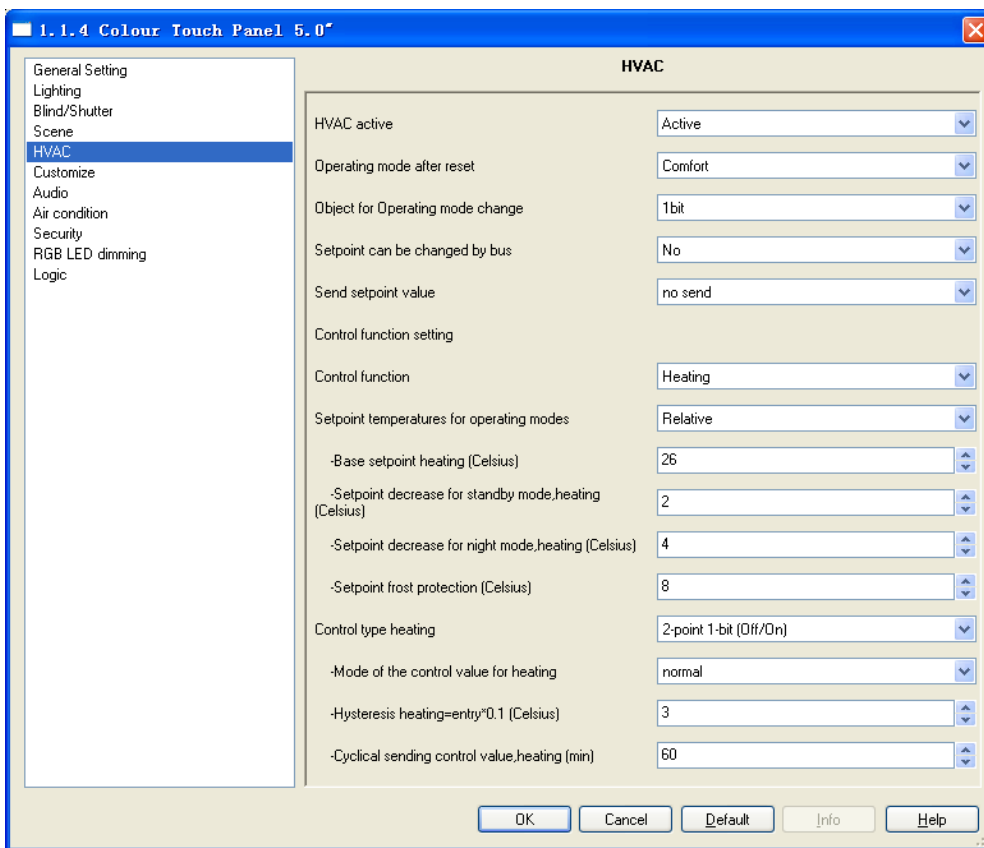 1.1.4 Colour Touch Panel 5.0"
General Setting
Lighting
Blind/Shutter
Scene
HVAC
Customize
Audio
Air condition
Security
RGB LED dimming
Logic
HVAC
HVAC active
Active
Operating mode after reset
Comfort
Object for Operating mode change
1bit
Setpoint can be changed by bus
No
Send setpoint value
no send
Control function setting
Control function
Heating
Setpoint temperatures for operating modes
Relative
-Base setpoint heating (Celsius)
26
-Setpoint decrease for standby mode,heating
(Celsius)
2
-Setpoint decrease for night mode,heating (Celsius)
4
-Setpoint frost protection (Celsius)
8
Control type heating
2-point 1-bit (Off/On)
-Mode of the control value for heating
normal
-Hysteresis heating=entry*0.1 (Celsius)
3
-Cyclical sending control value,heating (min)
60
OK
Cancel
Default
Info
Help